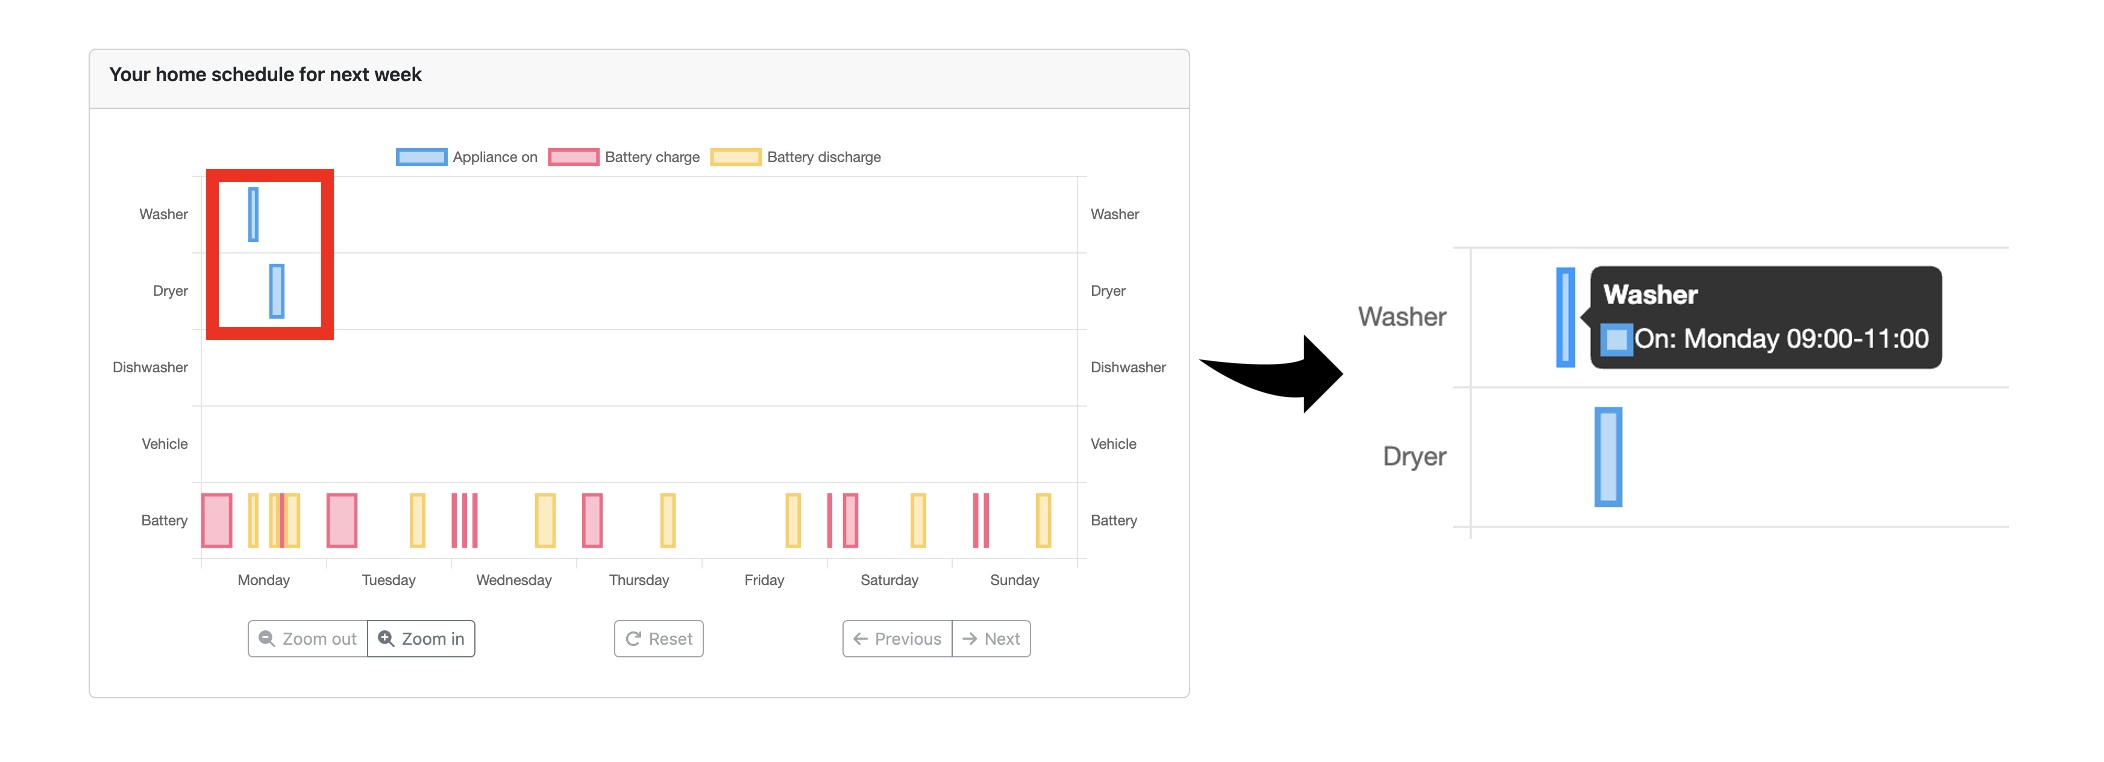 Your home schedule for next week
Appliance on Battery charge Battery discharge
Washer Washer
Dryer Dryer
Dishwasher Dishwasher
Vehicle Vehicle
Battery Battery
Monday Tuesday Wednesday Thursday Friday Saturday Sunday
Zoom out Zoom in Reset Previous Next
Washer
Washer
On: Monday 09:00-11:00
Dryer